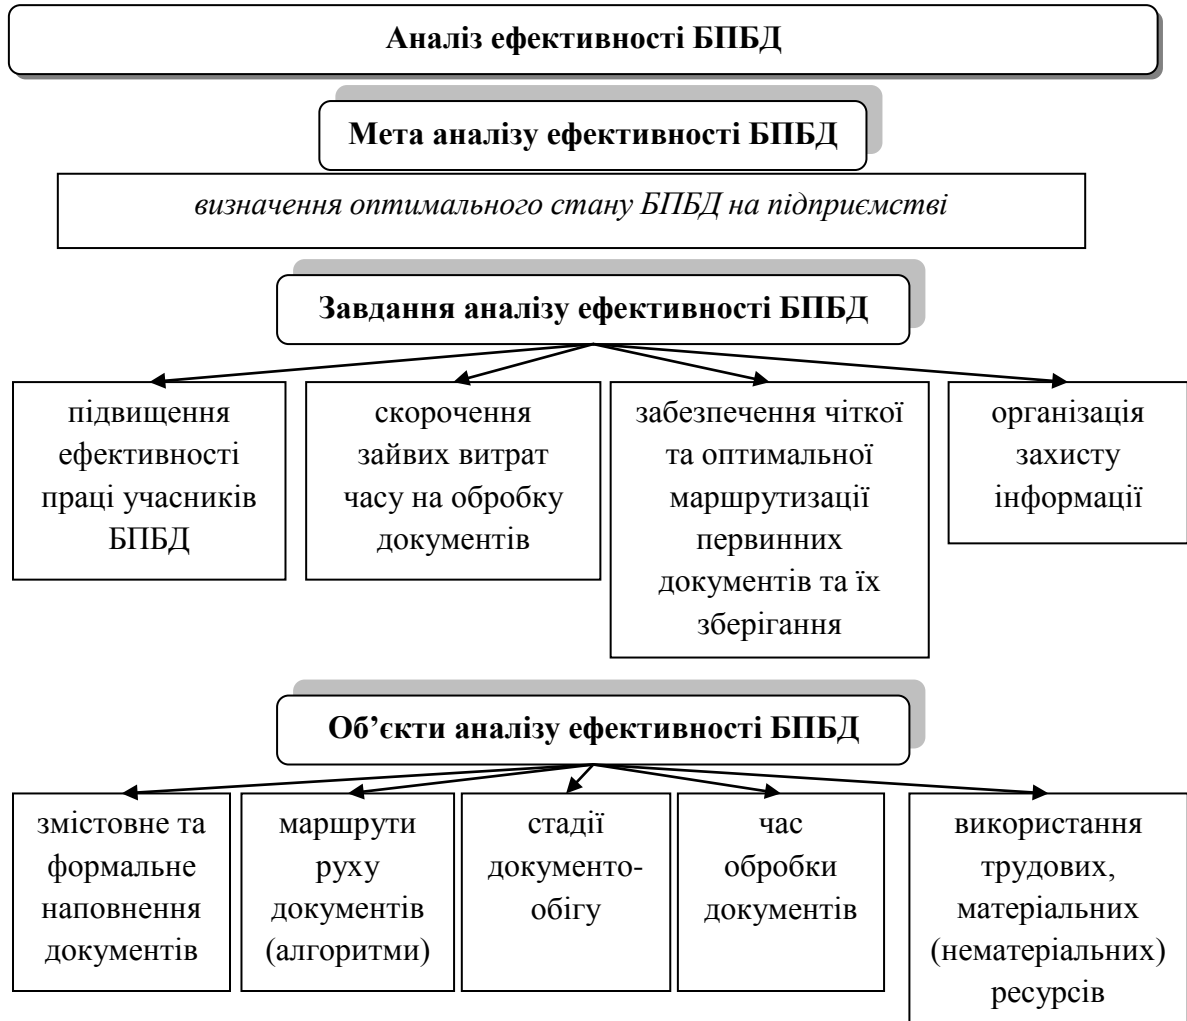 Аналіз ефективності БПБД
Мета аналізу ефективності БПБД
визначення оптимального стану БПБД на підприємстві
Завдання аналізу ефективності БПБД
підвищення
ефективності
праці учасників
БПБД
скорочення
зайвих витрат
часу на обробку
документів
забезпечення чіткої
та оптимальної
маршрутизації
первинних
документів та їх
зберігання
організація
захисту
інформації
Об’єкти аналізу ефективності БПБД
змістовне та
формальне
наповнення
документів
маршрути
руху
документів
(алгоритми)
стадії
документо-
обігу
час
обробки
документів
використання
трудових,
матеріальних
(нематеріальних)
ресурсів